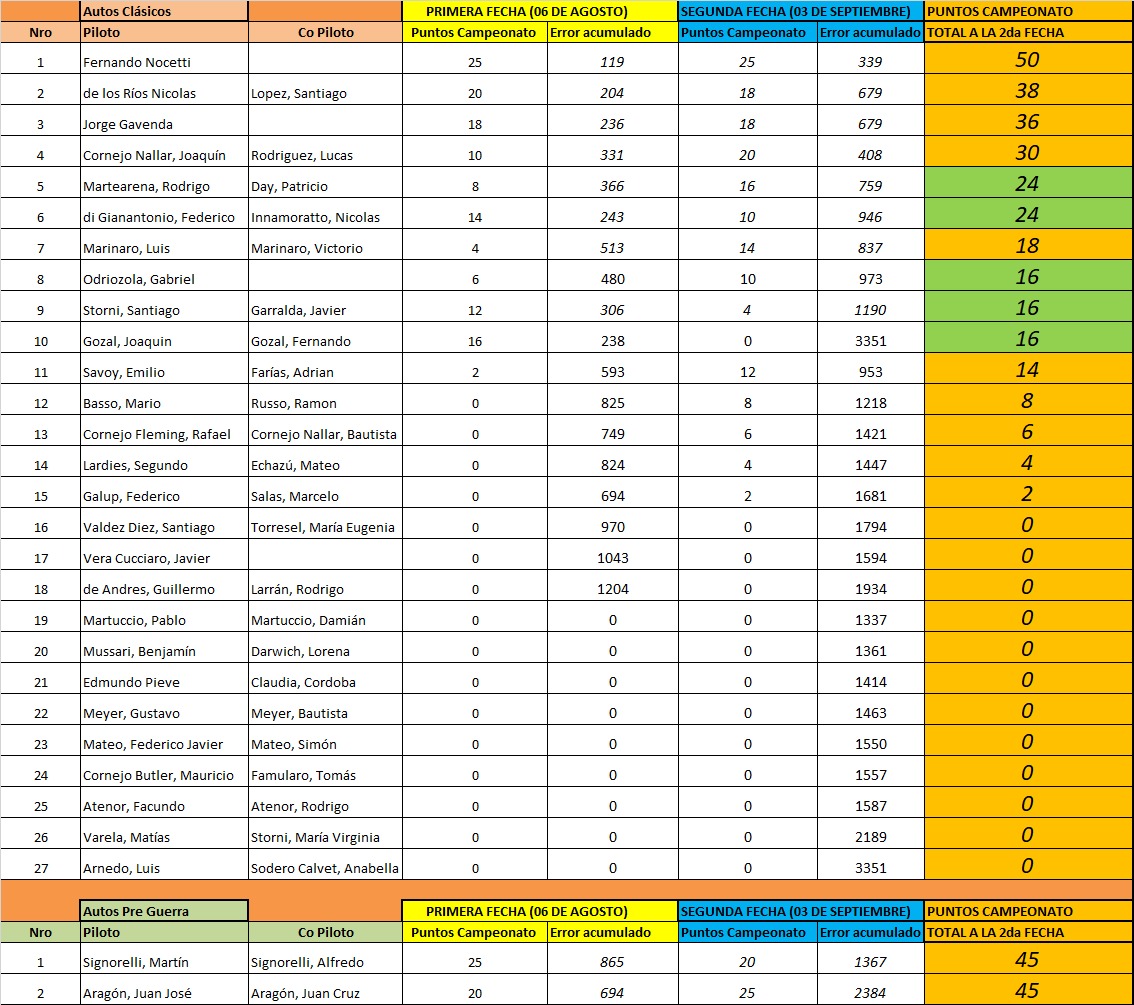 Autos Clásicos PRIMERA FECHA (06 DE AGOSTO) SEGUNDA FECHA (03 DE SEPTIEMBRE) PUNTOS CAMPEONATO
Nro Piloto Co Piloto Puntos Campeonato Error acumulado Puntos Campeonato Error acumulado TOTAL A LA 2da FECHA
1 Fernando Nocetti 25 119 25 339 50
2 de los Ríos Nicolas Lopez, Santiago 20 204 18 679 38
3 Jorge Gavenda 18 236 18 679 36
4 Cornejo Nallar, Joaquín Rodriguez, Lucas 10 331 20 408 30
5 Martearena, Rodrigo Day, Patricio 8 366 16 759 24
6 di Gianantonio, Federico Innamoratto, Nicolas 14 243 10 946 24
7 Marinaro, Luis Marinaro, Victorio 4 513 14 837 18
8 Odriozola, Gabriel 6 480 10 973 16
9 Storni, Santiago Garralda, Javier 12 306 4 1190 16
10 Gozal, Joaquin Gozal, Fernando 16 238 0 3351 16
11 Savoy, Emilio Farías, Adrian 2 593 12 953 14
12 Basso, Mario Russo, Ramon 0 825 8 1218 8
13 Cornejo Fleming, Rafael Cornejo Nallar, Bautista 0 749 6 1421 6
14 Lardies, Segundo Echazú, Mateo 0 824 4 1447 4
15 Galup, Federico Salas, Marcelo 0 694 2 1681 2
16 Valdez Diez, Santiago Torresel, María Eugenia 0 970 0 1794 0
17 Vera Cucciaro, Javier 0 1043 0 1594 0
18 de Andres, Guillermo Larrán, Rodrigo 0 1204 0 1934 0
19 Martuccio, Pablo Martuccio, Damián 0 0 0 1337 0
20 Mussari, Benjamín Darwich, Lorena 0 0 0 1361 0
21 Edmundo Pieve Claudia, Cordoba 0 0 0 1414 0
22 Meyer, Gustavo Meyer, Bautista 0 0 0 1463 0
23 Mateo, Federico Javier Mateo, Simón 0 0 0 1550 0
24 Cornejo Butler, Mauricio Famularo, Tomás 0 0 0 1557 0
25 Atenor, Facundo Atenor, Rodrigo 0 0 0 1587 0
26 Varela, Matías Storni, María Virginia 0 0 0 2189 0
27 Arnedo, Luis Sodero Calvet, Anabella 0 0 0 3351 0
Autos Pre Guerra PRIMERA FECHA (06 DE AGOSTO) SEGUNDA FECHA (03 DE SEPTIEMBRE) PUNTOS CAMPEONATO
Nro Piloto Co Piloto Puntos Campeonato Error acumulado Puntos Campeonato Error acumulado TOTAL A LA 2da FECHA
1 Signorelli, Martín Signorelli, Alfredo 25 865 20 1367 45
2 Aragón, Juan José Aragón, Juan Cruz 20 694 25 2384 45